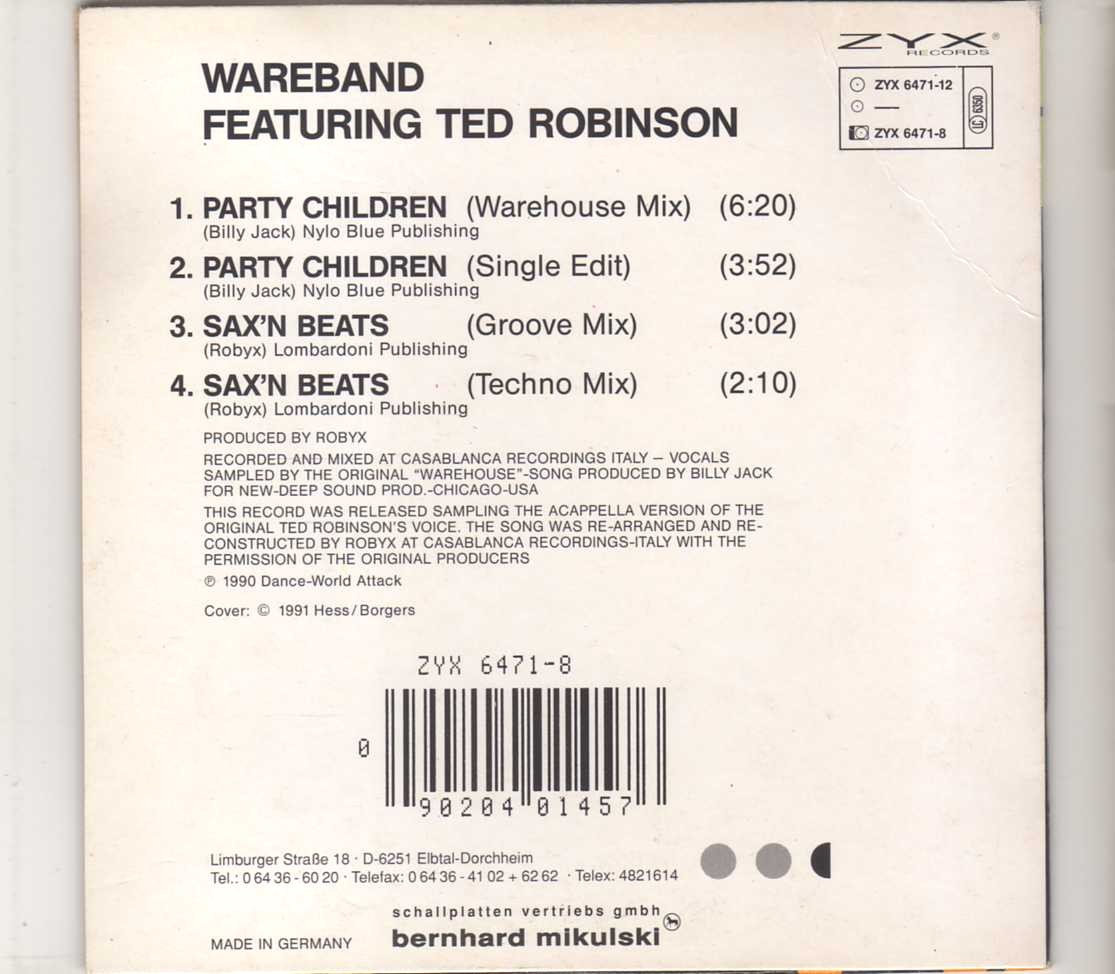 ZYX®
RECORDS
ZYX 6471-12
—
ZYX 6471-8
LC 6350
WAREBAND
FEATURING TED ROBINSON
1. PARTY CHILDREN (Warehouse Mix) (6:20)
(Billy Jack) Nylo Blue Publishing
2. PARTY CHILDREN (Single Edit) (3:52)
(Billy Jack) Nylo Blue Publishing
3. SAX'N BEATS (Groove Mix) (3:02)
(Robyx) Lombardoni Publishing
4. SAX'N BEATS (Techno Mix) (2:10)
(Robyx) Lombardoni Publishing
PRODUCED BY ROBYX
RECORDED AND MIXED AT CASABLANCA RECORDINGS ITALY – VOCALS
SAMPLED BY THE ORIGINAL “WAREHOUSE”-SONG PRODUCED BY BILLY JACK
FOR NEW-DEEP SOUND PROD.-CHICAGO-USA
THIS RECORD WAS RELEASED SAMPLING THE ACAPPELLA VERSION OF THE
ORIGINAL TED ROBINSON'S VOICE. THE SONG WAS RE-ARRANGED AND RE-
CONSTRUCTED BY ROBYX AT CASABLANCA RECORDINGS-ITALY WITH THE
PERMISSION OF THE ORIGINAL PRODUCERS
℗ 1990 Dance-World Attack
Cover: © 1991 Hess/Borgers
ZYX 6471-8
0 90204 01457
Limburger Straße 18 · D-6251 Elbtal-Dorchheim
Tel.: 0 64 36 - 60 20 · Telefax: 0 64 36 - 41 02 + 62 62 · Telex: 4821614
schallplatten vertriebs gmbh
bernhard mikulski
MADE IN GERMANY